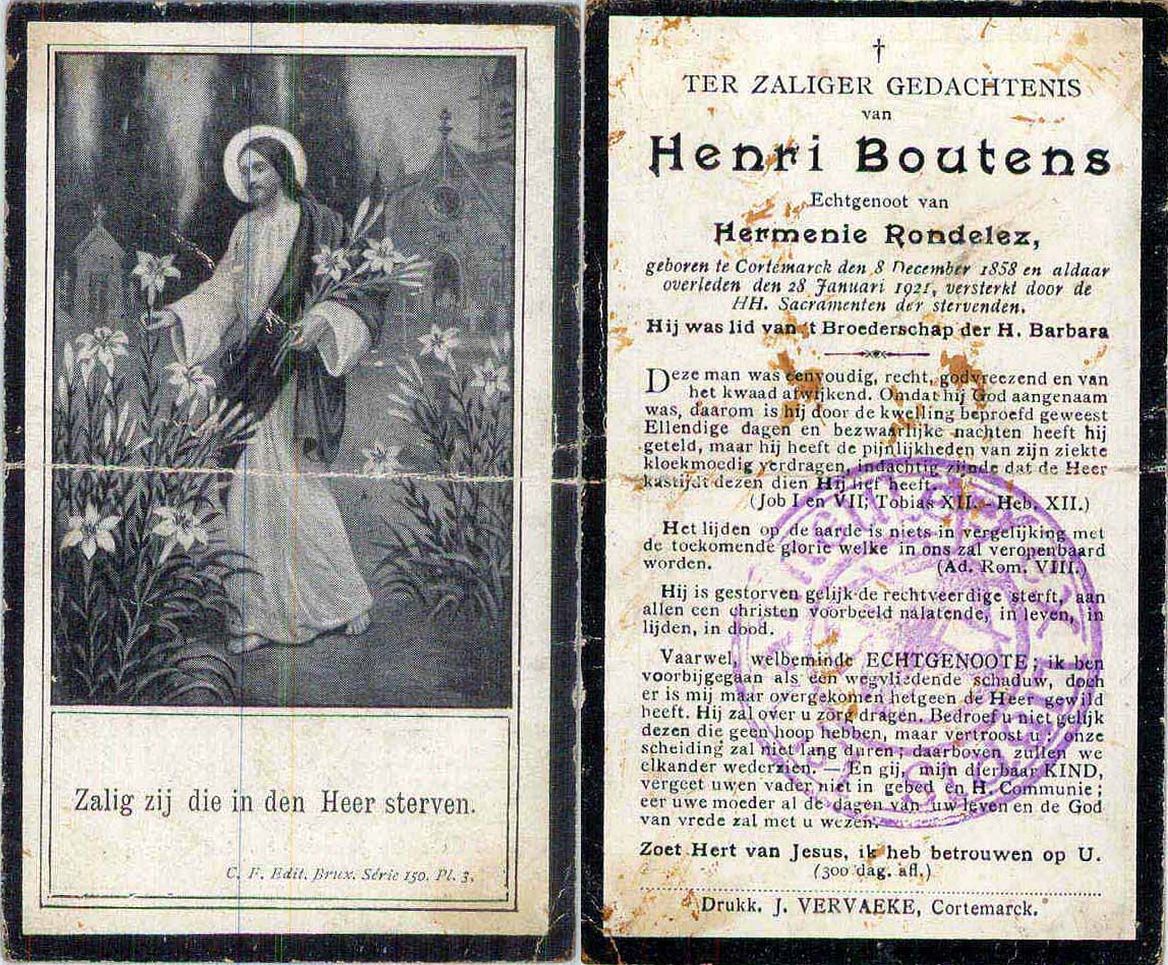 Zalig zij die in den Heer sterven.
C. F. Edit. Brux. Série 150. Pl. 3.
†
TER ZALIGER GEDACHTENIS
van
Henri Boutens
Echtgenoot van
Hermenie Rondelez,
geboren te Cortemarck den 8 December 1858 en aldaar
overleden den 28 Januari 1921, versterkt door de
HH. Sacramenten der stervenden.
Hij was lid van 't Broederschap der H. Barbara
Deze man was eenvoudig, recht, godvreezend en van
het kwaad afwijkend. Omdat hij God aangenaam
was, daarom is hij door de kwelling beproefd geweest
Ellendige dagen en bezwaarlijke nachten heeft hij
geteld, maar hij heeft de pijnlijkheden van zijn ziekte
kloekmoedig verdragen, indachtig zijnde dat de Heer
kastijdt dezen dien Hij lief heeft.
(Job I en VII; Tobias XII. - Heb. XII.)
Het lijden op de aarde is niets in vergelijking met
de toekomende glorie welke in ons zal veropenbaard
worden. (Ad. Rom. VIII.)
Hij is gestorven gelijk de rechtveerdige sterft, aan
allen een christen voorbeeld nalatende, in leven, in
lijden, in dood.
Vaarwel, welbeminde ECHTGENOOTE; ik ben
voorbijgegaan als een wegvliedende schaduw, doch
er is mij maar overgekomen hetgeen de Heer gewild
heeft. Hij zal over u zorg dragen. Bedroef u niet gelijk
dezen die geen hoop hebben, maar vertroost u; onze
scheiding zal niet lang duren; daarboven zullen we
elkander wederzien. — En gij, mijn dierbaar KIND,
vergeet uwen vader niet in gebed en H. Communie;
eer uwe moeder al de dagen van uw leven en de God
van vrede zal met u wezen.
Zoet Hert van Jesus, ik heb betrouwen op U.
(300 dag. afl.)
Drukk. J. VERVAEKE, Cortemarck.